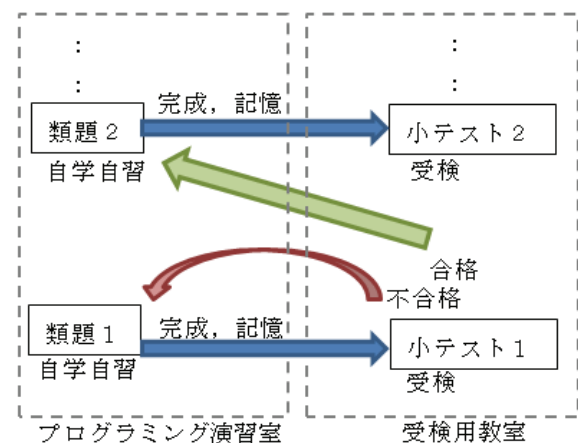 ：
：
：
：
完成，記憶
類題２
小テスト２
自学自習
受検
合格
不合格
類題１
完成，記憶
小テスト１
自学自習
受検
プログラミング演習室
受検用教室